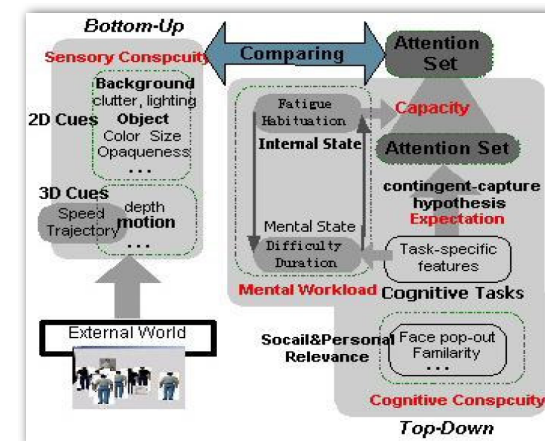 Bottom-Up
Sensory Conspcuity
Background
clutter, lighting
2D Cues
Object
Color Size
Opaqueness
...
3D Cues
depth
Speed
Trajectory
motion
...
External World
Comparing
Attention
Set
Fatigue
Habituation
Capacity
Internal State
Attention Set
contingent-capture
hypothesis
Expectation
Mental State
Difficulty
Duration
Task-specific
features
Mental Workload
Cognitive Tasks
Socail&Personal
Relevance
Face pop-out
Familarity
...
Cognitive Conspcuity
Top-Down